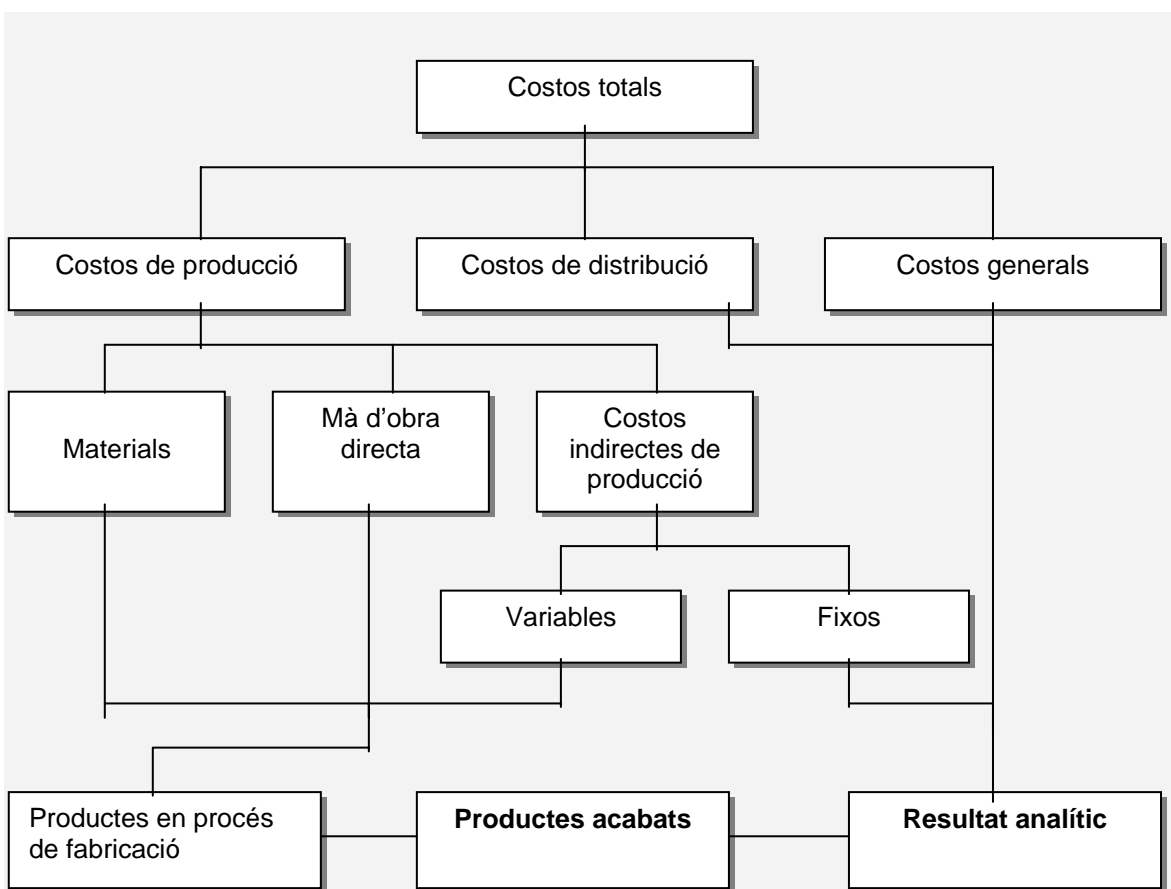 Costos totals
Costos de producció
Costos de distribució
Costos generals
Materials
Mà d’obra
directa
Costos
indirectes de
producció
Variables
Fixos
Productes en procés
de fabricació
Productes acabats
Resultat analític